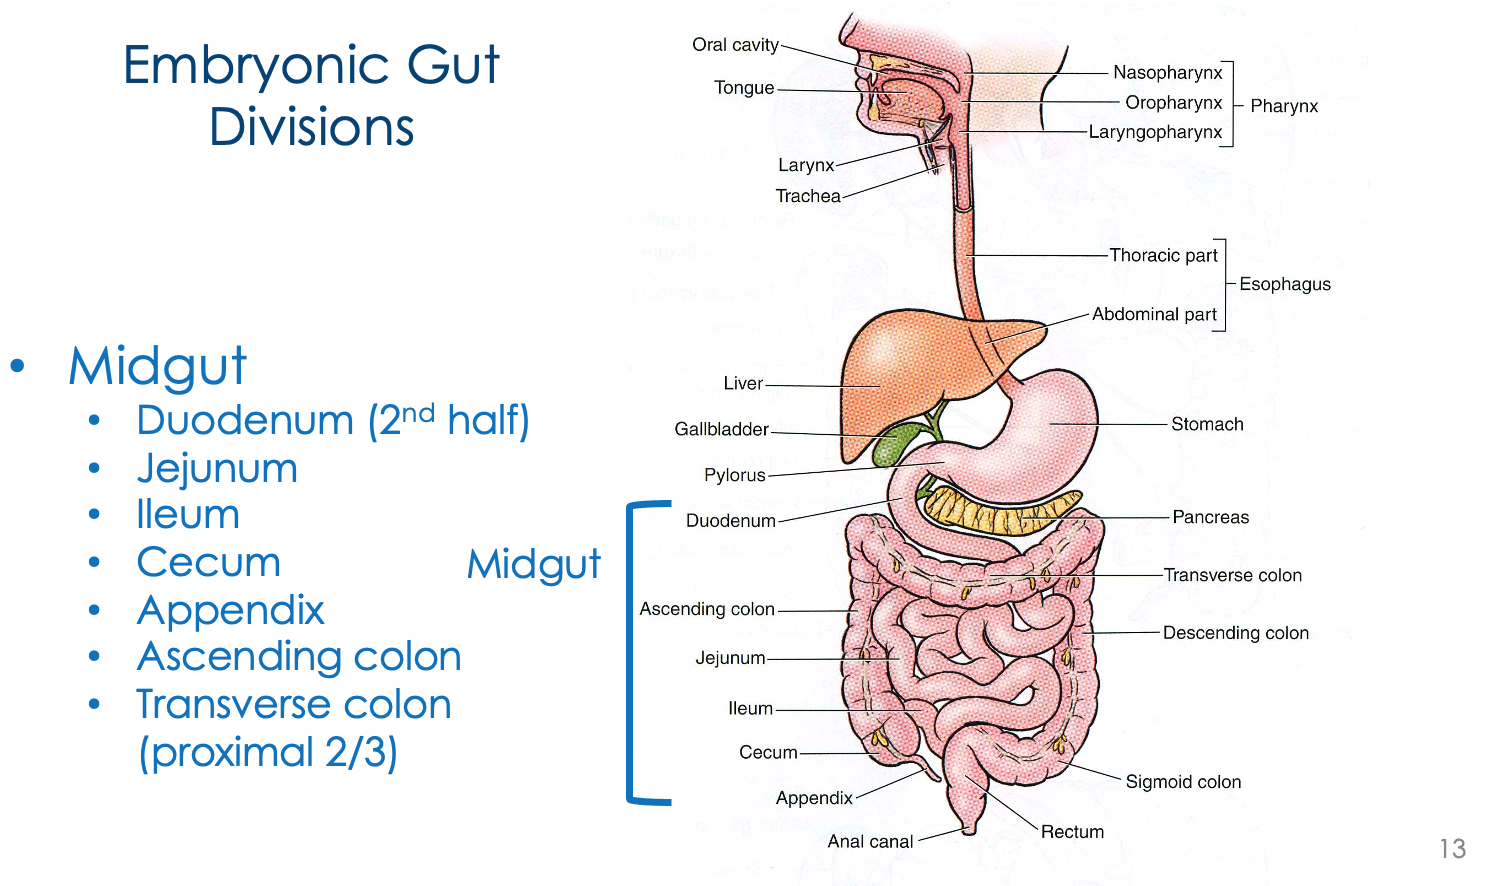 Embryonic Gut
Divisions
• Midgut
• Duodenum (2nd half)
• Jejunum
• Ileum
• Cecum
• Appendix
• Ascending colon
• Transverse colon
(proximal 2/3)
Midgut
Oral cavity
Tongue
Larynx
Trachea
Nasopharynx
Oropharynx
Laryngopharynx
Pharynx
Thoracic part
Abdominal part
Esophagus
Liver
Gallbladder
Pylorus
Duodenum
Ascending colon
Jejunum
Ileum
Cecum
Appendix
Anal canal
Stomach
Pancreas
Transverse colon
Descending colon
Sigmoid colon
Rectum
13